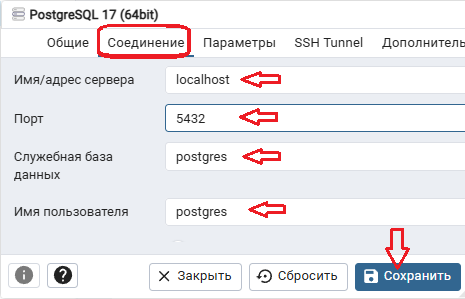 PostgreSQL 17 (64bit)
Общие Соединение Параметры SSH Tunnel Дополнитель
Имя/адрес сервера localhost
Порт 5432
Служебная база postgres
данных
Имя пользователя postgres
Закрыть Сбросить Сохранить